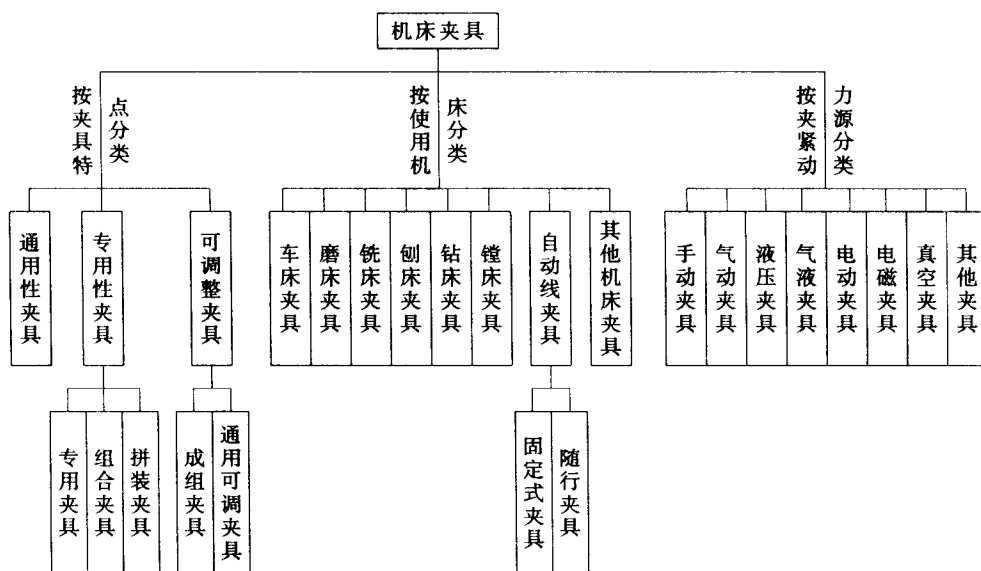 机床夹具
按夹具特
点分类
按使用机
床分类
按夹紧动
力源分类
通用性夹具
专用性夹具
可调整夹具
车床夹具
磨床夹具
铣床夹具
刨床夹具
钻床夹具
镗床夹具
自动线夹具
其他机床夹具
手动夹具
气动夹具
液压夹具
气液夹具
电动夹具
电磁夹具
真空夹具
其他夹具
专用夹具
组合夹具
拼装夹具
成组夹具
通用可调夹具
固定式夹具
随行夹具